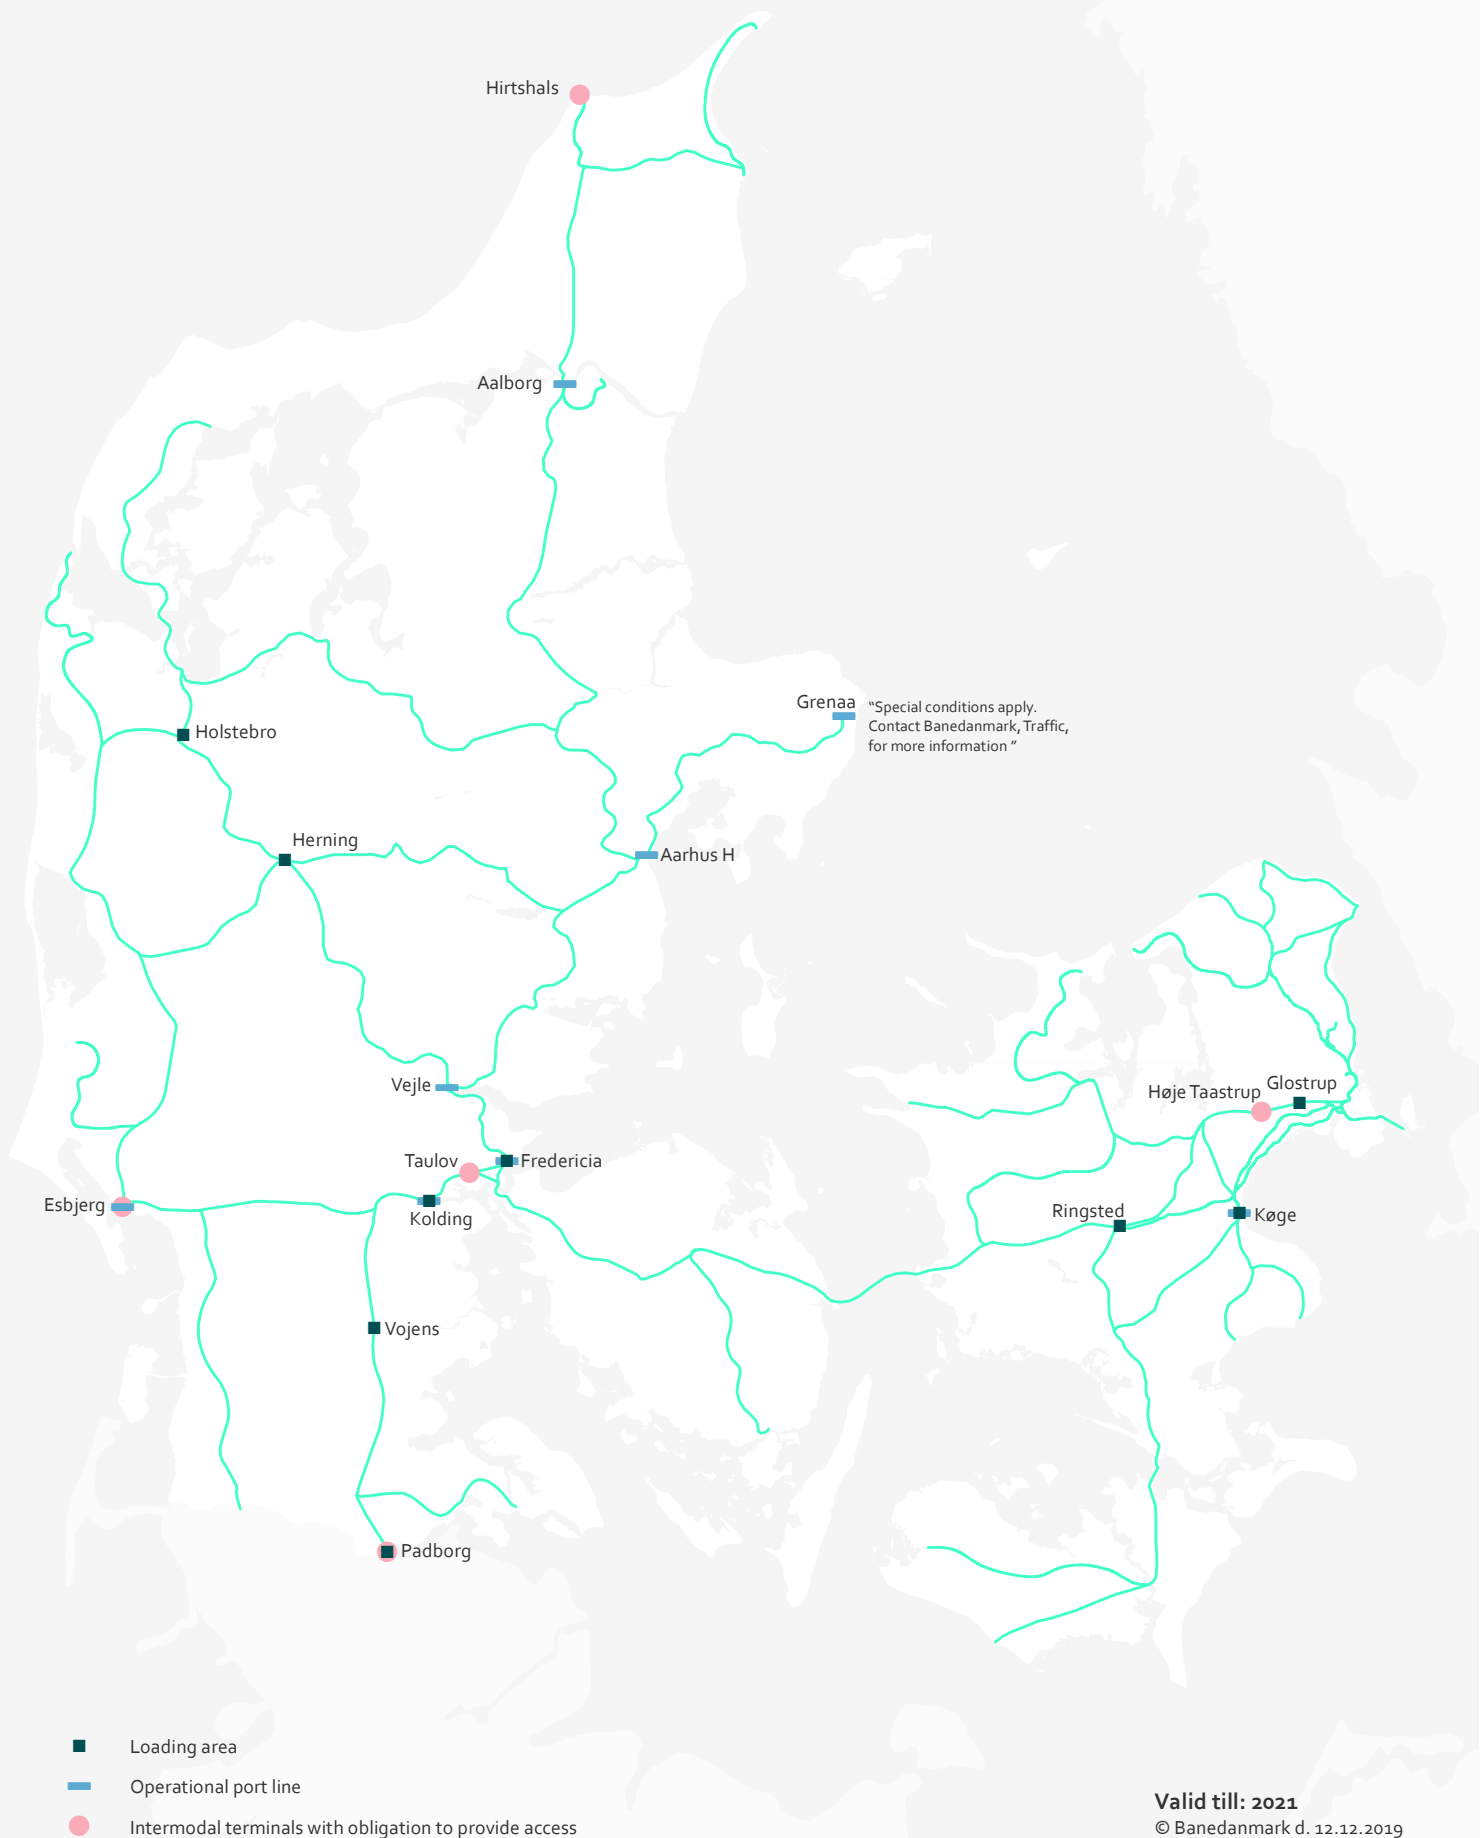 Hirtshals
Aalborg
Grenaa
“Special conditions apply.
Contact Banedanmark, Traffic,
for more information ”
Holstebro
Herning
Aarhus H
Vejle
Høje Taastrup
Glostrup
Taulov
Fredericia
Esbjerg
Kolding
Ringsted
Køge
Vojens
Padborg
Loading area
Operational port line
Intermodal terminals with obligation to provide access
Valid till: 2021
© Banedanmark d. 12.12.2019